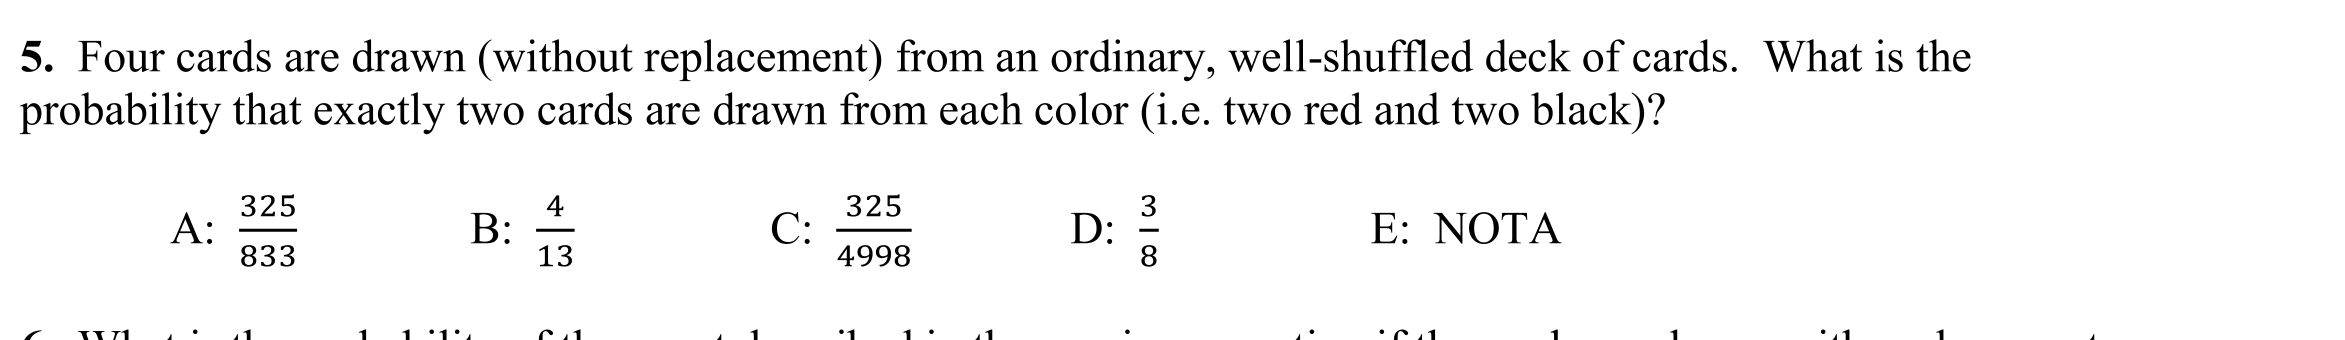 5. Four cards are drawn (without replacement) from an ordinary, well-shuffled deck of cards. What is the
probability that exactly two cards are drawn from each color (i.e. two red and two black)?
A: 325/833 B: 4/13 C: 325/4998 D: 3/8 E: NOTA